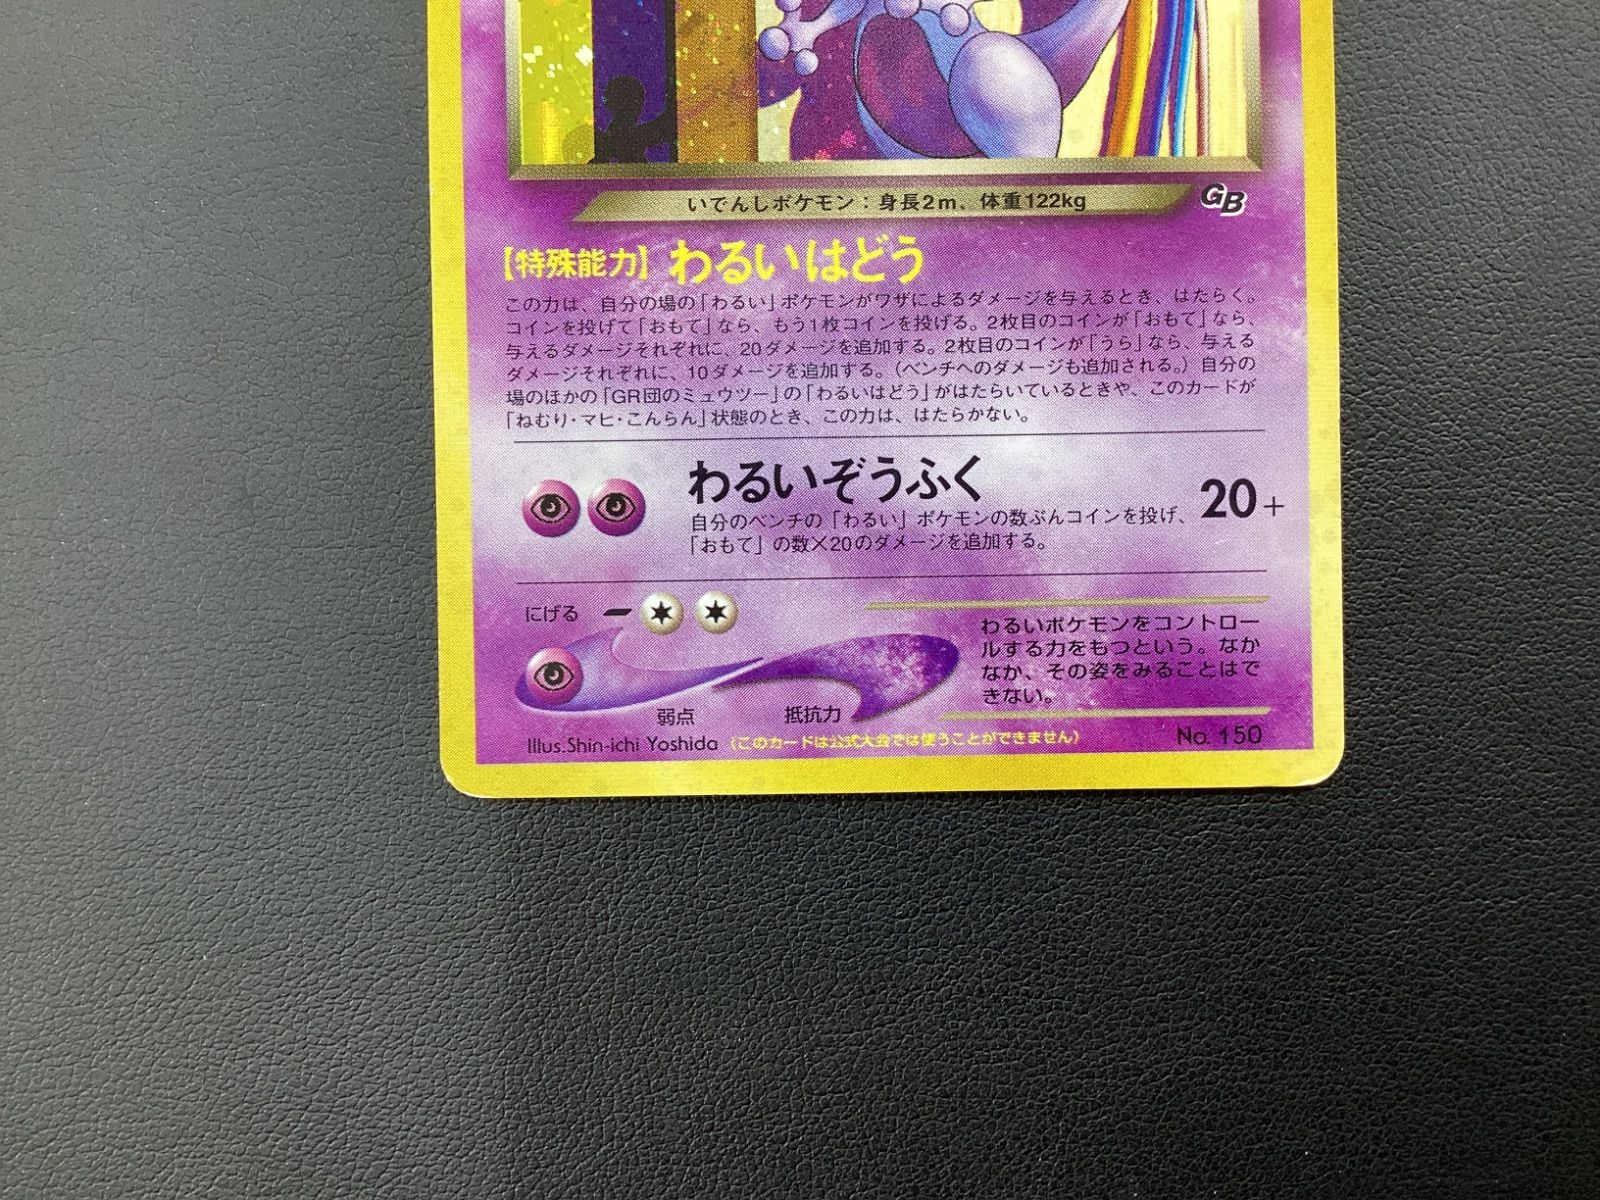 いでんしポケモン：身長2m、体重122kg
GB
【特殊能力】 わるいはどう
この力は、自分の場の「わるい」ポケモンがワザによるダメージを与えるとき、はたらく。
コインを投げて「おもて」なら、もう1枚コインを投げる。2枚目のコインが「おもて」なら、
与えるダメージそれぞれに、20ダメージを追加する。2枚目のコインが「うら」なら、与える
ダメージそれぞれに、10ダメージを追加する。（ベンチへのダメージも追加される。）自分の
場のほかの「GR団のミュウツー」の「わるいはどう」がはたらいているときや、このカードが
「ねむり・マヒ・こんらん」状態のとき、この力は、はたらかない。
わるいぞうふく 20+
自分のベンチの「わるい」ポケモンの数ぶんコインを投げ、
「おもて」の数×20のダメージを追加する。
にげる
わるいポケモンをコントロー
ルする力をもつという。なか
なか、その姿をみることはで
きない。
弱点 抵抗力
Illus.Shin-ichi Yoshida （このカードは公式大会では使うことができません） No. 150